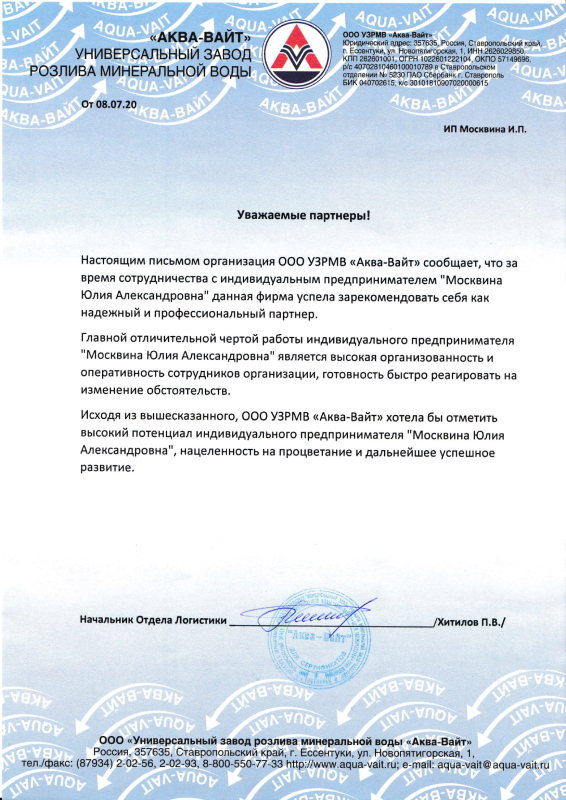 «АКВА-ВАЙТ»
УНИВЕРСАЛЬНЫЙ ЗАВОД
РОЗЛИВА МИНЕРАЛЬНОЙ ВОДЫ
ООО УЗРМВ «Аква-Вайт»
Юридический адрес: 357635, Россия, Ставропольский край,
г. Ессентуки, ул. Новопятигорская, 1, ИНН 2626029850,
КПП 262601001, ОГРН 1022601222104, ОКПО 57149696,
р/с 40702810460100010789 в Ставропольском
отделении № 5230 ПАО Сбербанк г. Ставрополь
БИК 040702615, к/с 30101810907020000615
От 08.07.20
ИП Москвина И.П.
Уважаемые партнеры!
Настоящим письмом организация ООО УЗРМВ «Аква-Вайт» сообщает, что за
время сотрудничества с индивидуальным предпринимателем "Москвина
Юлия Александровна" данная фирма успела зарекомендовать себя как
надежный и профессиональный партнер.
Главной отличительной чертой работы индивидуального предпринимателя
"Москвина Юлия Александровна" является высокая организованность и
оперативность сотрудников организации, готовность быстро реагировать на
изменение обстоятельств.
Исходя из вышесказанного, ООО УЗРМВ «Аква-Вайт» хотела бы отметить
высокий потенциал индивидуального предпринимателя "Москвина Юлия
Александровна", нацеленность на процветание и дальнейшее успешное
развитие.
Начальник Отдела Логистики /Хитилов П.В./
"Аква-Вайт"
ДЛЯ СЕРТИФИКАТОВ
ООО «Универсальный завод розлива минеральной воды «Аква-Вайт»
Россия, 357635, Ставропольский край, г. Ессентуки, ул. Новопятигорская, 1,
тел./факс: (87934) 2-02-56, 2-02-93, 8-800-550-77-33 http://www.aqua-vait.ru; e-mail: aqua-vait@aqua-vait.ru